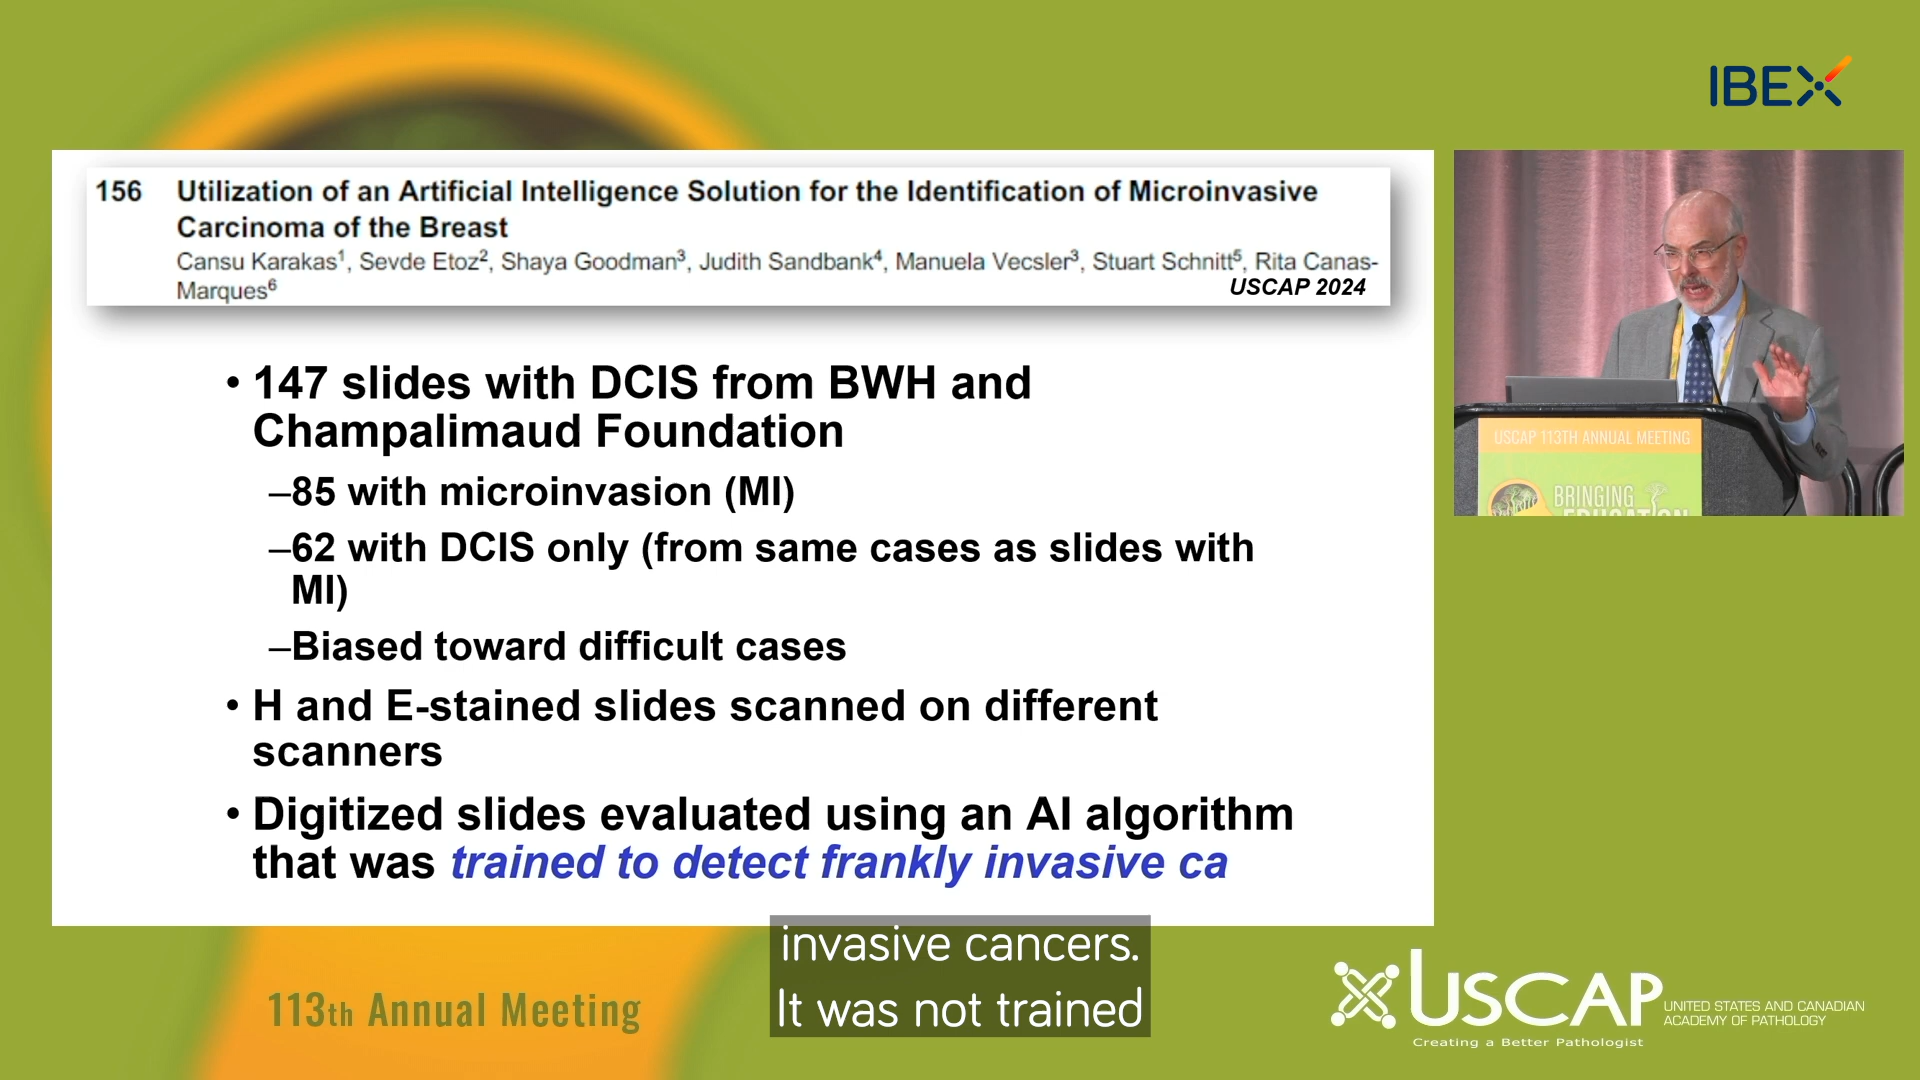 IBEX
156 Utilization of an Artificial Intelligence Solution for the Identification of Microinvasive
Carcinoma of the Breast
Cansu Karakas1, Sevde Etoz2, Shaya Goodman3, Judith Sandbank4, Manuela Vecsler3, Stuart Schnitt5, Rita Canas-
Marques6
USCAP 2024
• 147 slides with DCIS from BWH and
Champalimaud Foundation
–85 with microinvasion (MI)
–62 with DCIS only (from same cases as slides with
MI)
–Biased toward difficult cases
• H and E-stained slides scanned on different
scanners
• Digitized slides evaluated using an AI algorithm
that was trained to detect frankly invasive ca
USCAP 113TH ANNUAL MEETING
BRINGING
EDUCATION
invasive cancers.
It was not trained
113th Annual Meeting
USCAP
UNITED STATES AND CANADIAN
ACADEMY OF PATHOLOGY
Creating a Better Pathologist